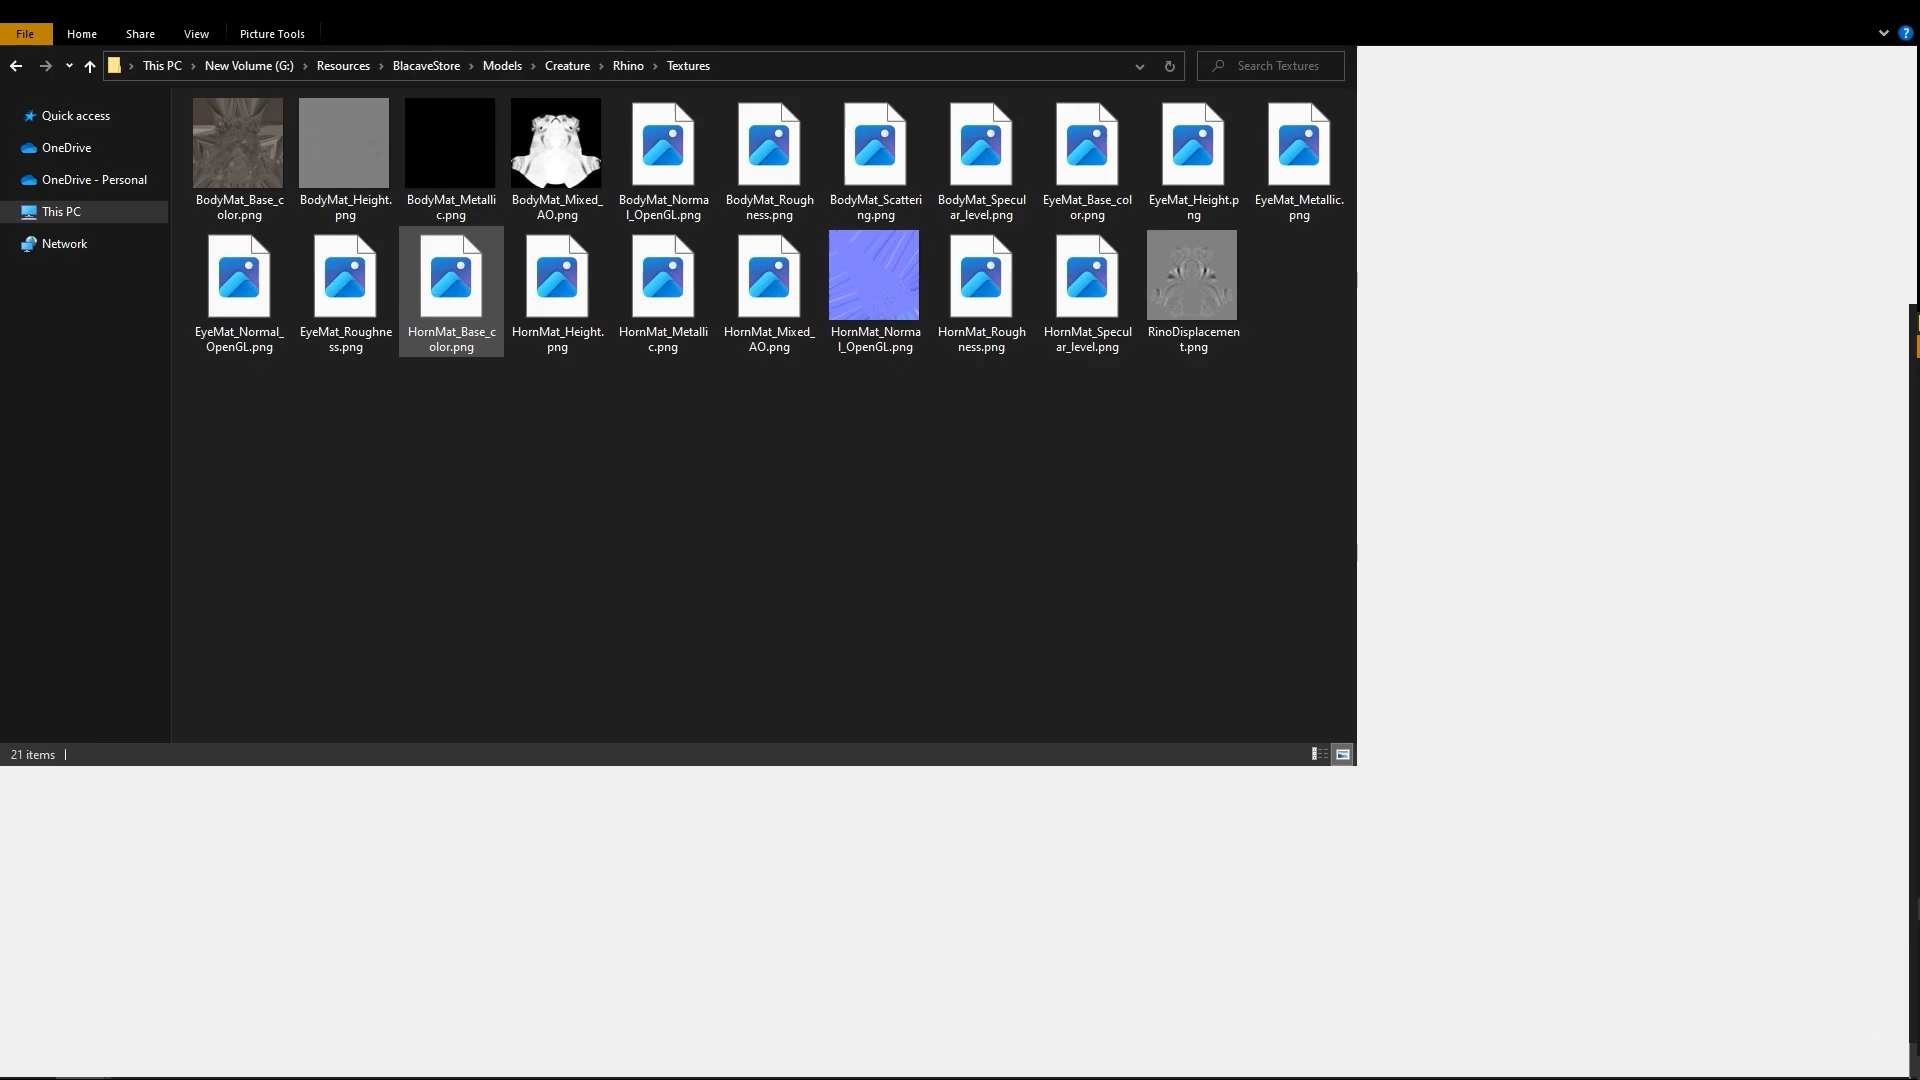 File Home Share View Picture Tools
This PC New Volume (G:) Resources BlacaveStore Models Creature Rhino Textures
Search Textures
Quick access
OneDrive
OneDrive - Personal
This PC
Network
BodyMat_Base_c
olor.png
BodyMat_Height.
png
BodyMat_Metalli
c.png
BodyMat_Mixed_
AO.png
BodyMat_Norma
l_OpenGL.png
BodyMat_Rough
ness.png
BodyMat_Scatteri
ng.png
BodyMat_Specul
ar_level.png
EyeMat_Base_col
or.png
EyeMat_Height.p
ng
EyeMat_Metallic.
png
EyeMat_Normal_
OpenGL.png
EyeMat_Roughne
ss.png
HornMat_Base_c
olor.png
HornMat_Height.
png
HornMat_Metalli
c.png
HornMat_Mixed_
AO.png
HornMat_Norma
l_OpenGL.png
HornMat_Rough
ness.png
HornMat_Specul
ar_level.png
RinoDisplacemen
t.png
21 items